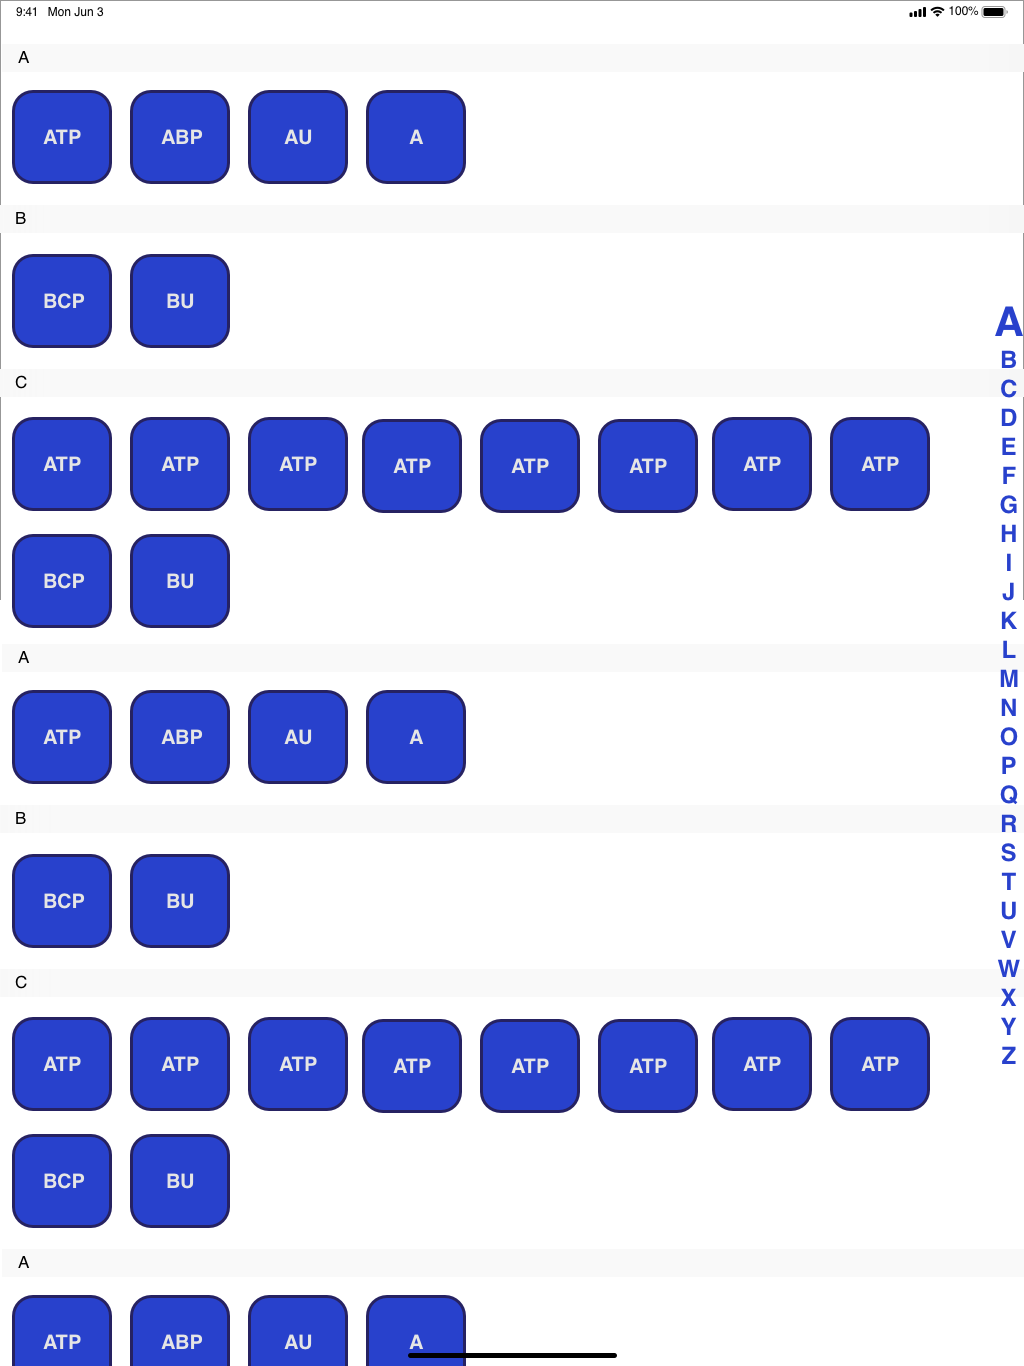 9:41 Mon Jun 3 100%
A
ATP ABP AU A
B
BCP BU
C
ATP ATP ATP ATP ATP ATP ATP ATP
BCP BU
A
ATP ABP AU A
B
BCP BU
C
ATP ATP ATP ATP ATP ATP ATP ATP
BCP BU
A
ATP ABP AU A
A
B
C
D
E
F
G
H
I
J
K
L
M
N
O
P
Q
R
S
T
U
V
W
X
Y
Z